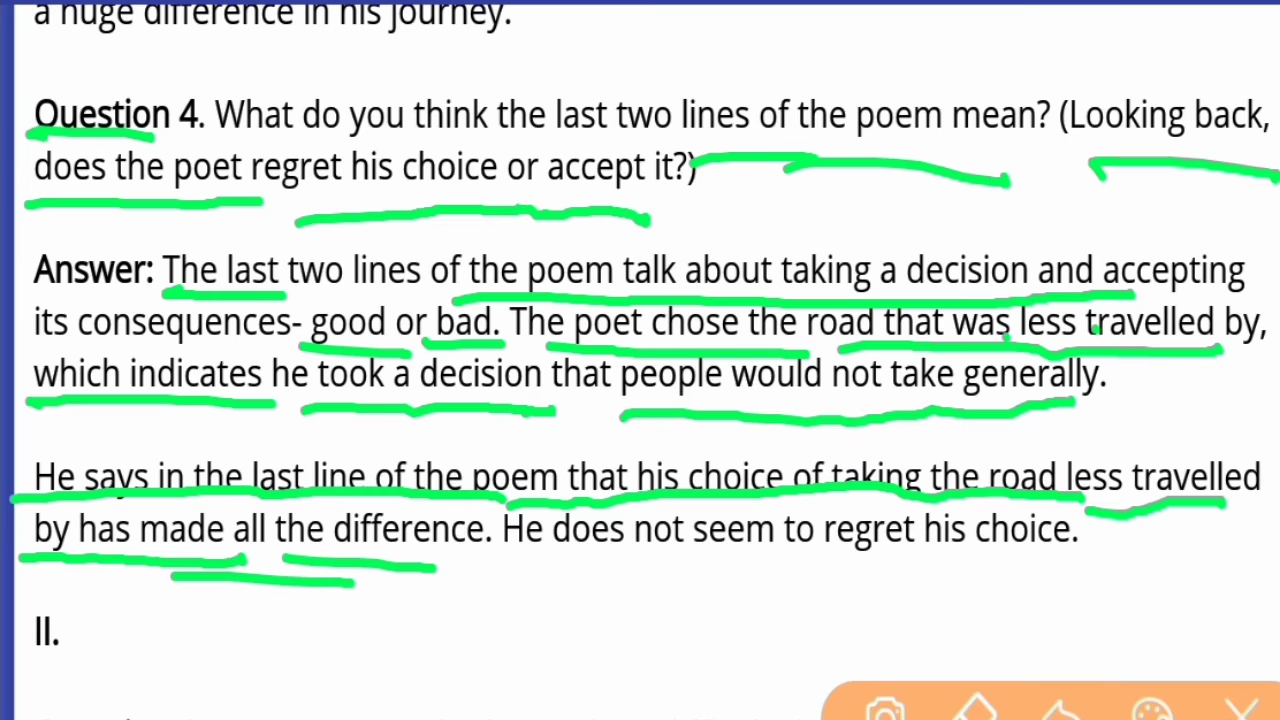 a huge difference in his journey.
Question 4. What do you think the last two lines of the poem mean? (Looking back,
does the poet regret his choice or accept it?)
Answer: The last two lines of the poem talk about taking a decision and accepting
its consequences- good or bad. The poet chose the road that was less travelled by,
which indicates he took a decision that people would not take generally.
He says in the last line of the poem that his choice of taking the road less travelled
by has made all the difference. He does not seem to regret his choice.
II.